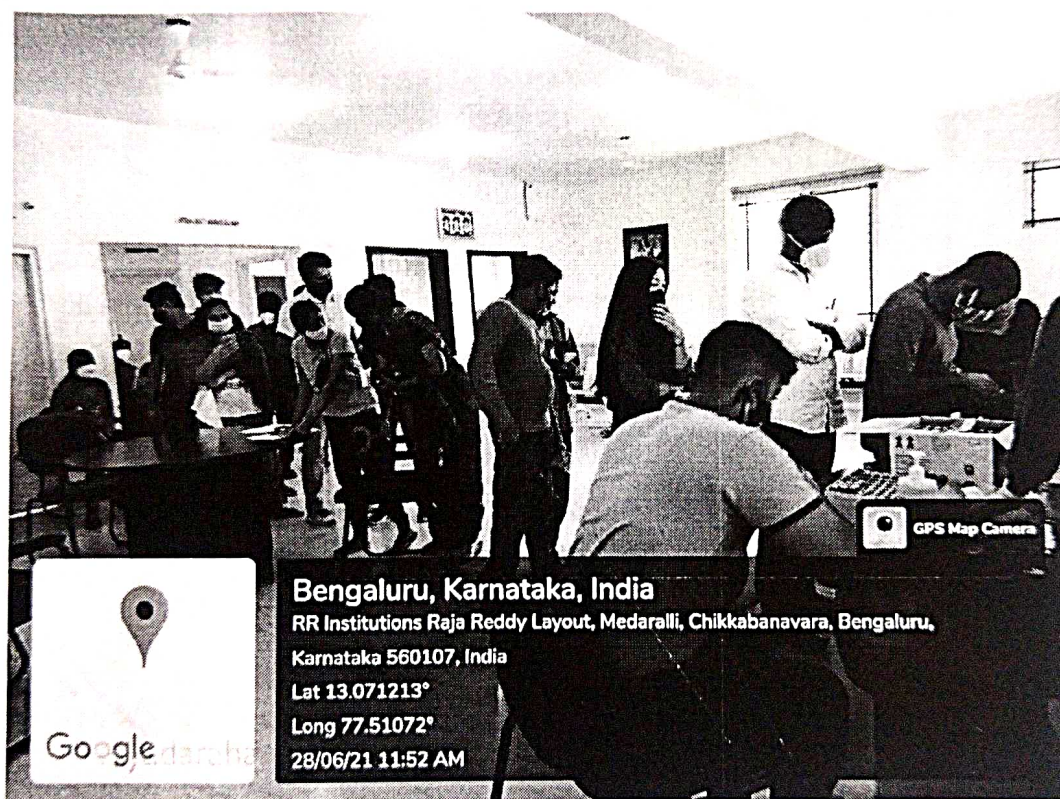 GPS Map Camera
Bengaluru, Karnataka, India
RR Institutions Raja Reddy Layout, Medaralli, Chikkabanavara, Bengaluru,
Karnataka 560107, India
Lat 13.071213°
Long 77.51072°
28/06/21 11:52 AM
Google